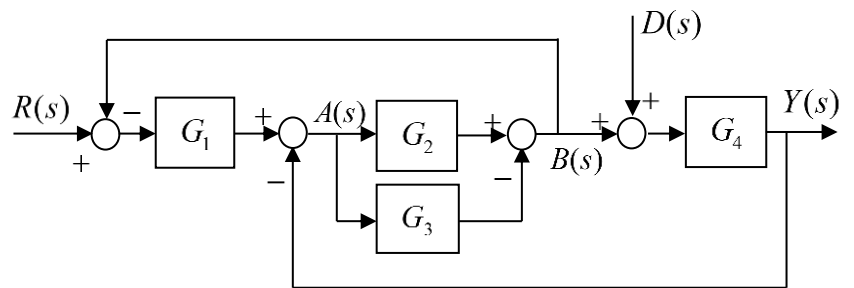 D(s)
R(s) − G₁ + A(s) G₂ + + + G₄ Y(s)
+ − − B(s)
G₃